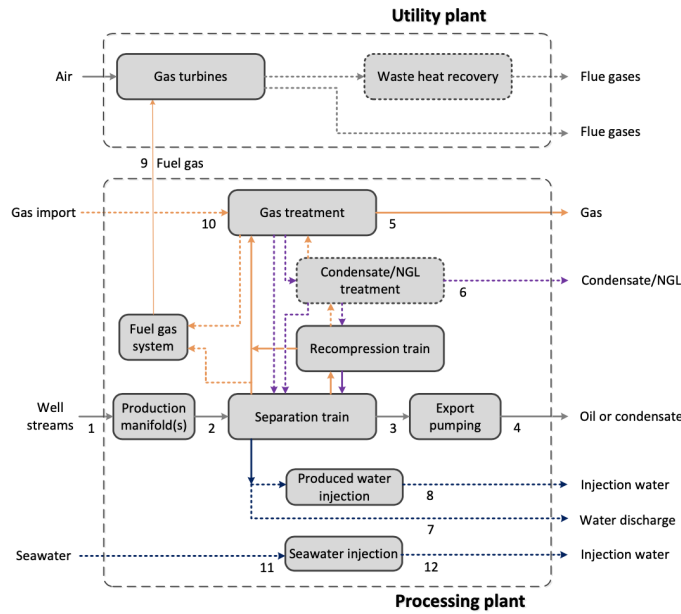 Utility plant
Air
Gas turbines
Waste heat recovery
Flue gases
Flue gases
9 Fuel gas
Gas import
10
Gas treatment
5
Gas
Condensate/NGL
treatment
6
Condensate/NGL
Fuel gas
system
Recompression train
Well
streams
1
Production
manifold(s)
2
Separation train
3
Export
pumping
4
Oil or condensate
Produced water
injection
8
Injection water
7
Water discharge
Seawater
11
Seawater injection
12
Injection water
Processing plant